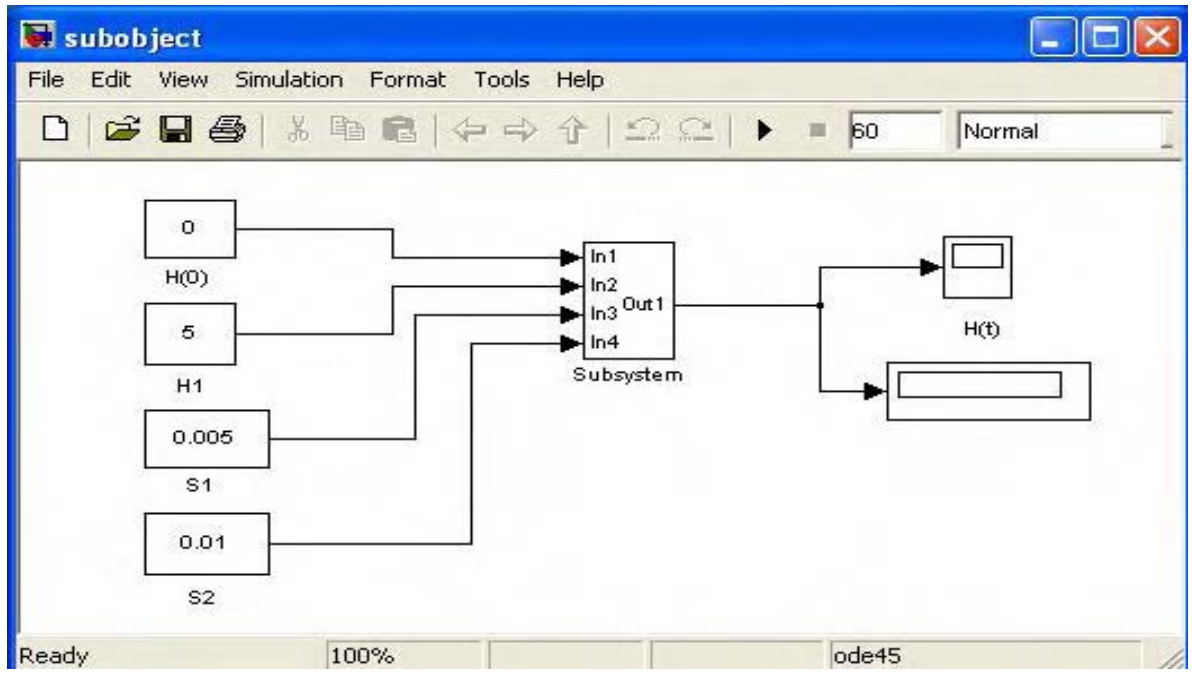 subobject
File Edit View Simulation Format Tools Help
60 Normal
0
H(0)
5
H1
0.005
S1
0.01
S2
In1
In2
In3
In4
Out1
Subsystem
H(t)
Ready 100% ode45